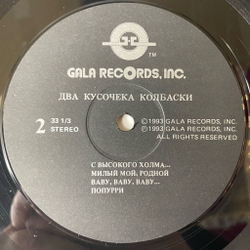 TM
GALA RECORDS, INC.
ДВА КУСОЧЕКА КОЛБАСКИ
2
33 1/3
STEREO
©1993 GALA RECORDS, INC.
©1993 GALA RECORDS, INC.
ALL RIGHTS RESERVED
С ВЫСОКОГО ХОЛМА...
МИЛЫЙ МОЙ, РОДНОЙ
BABY, BABY, BABY...
ПОПУРРИ